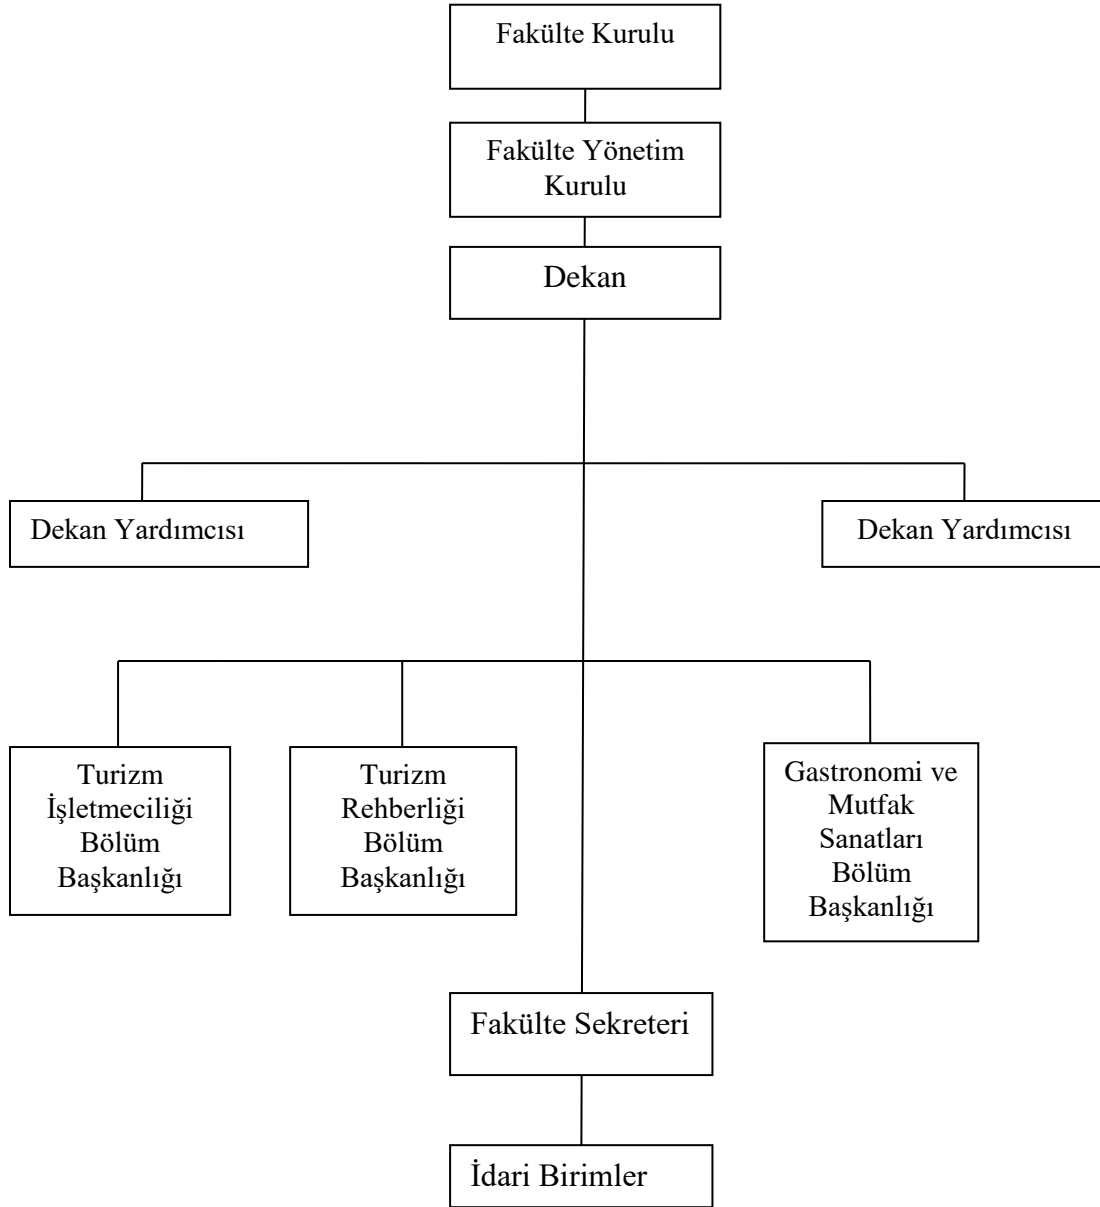 Fakülte Kurulu
Fakülte Yönetim
Kurulu
Dekan
Dekan Yardımcısı
Dekan Yardımcısı
Turizm
İşletmeciliği
Bölüm
Başkanlığı
Turizm
Rehberliği
Bölüm
Başkanlığı
Gastronomi ve
Mutfak
Sanatları
Bölüm
Başkanlığı
Fakülte Sekreteri
İdari Birimler